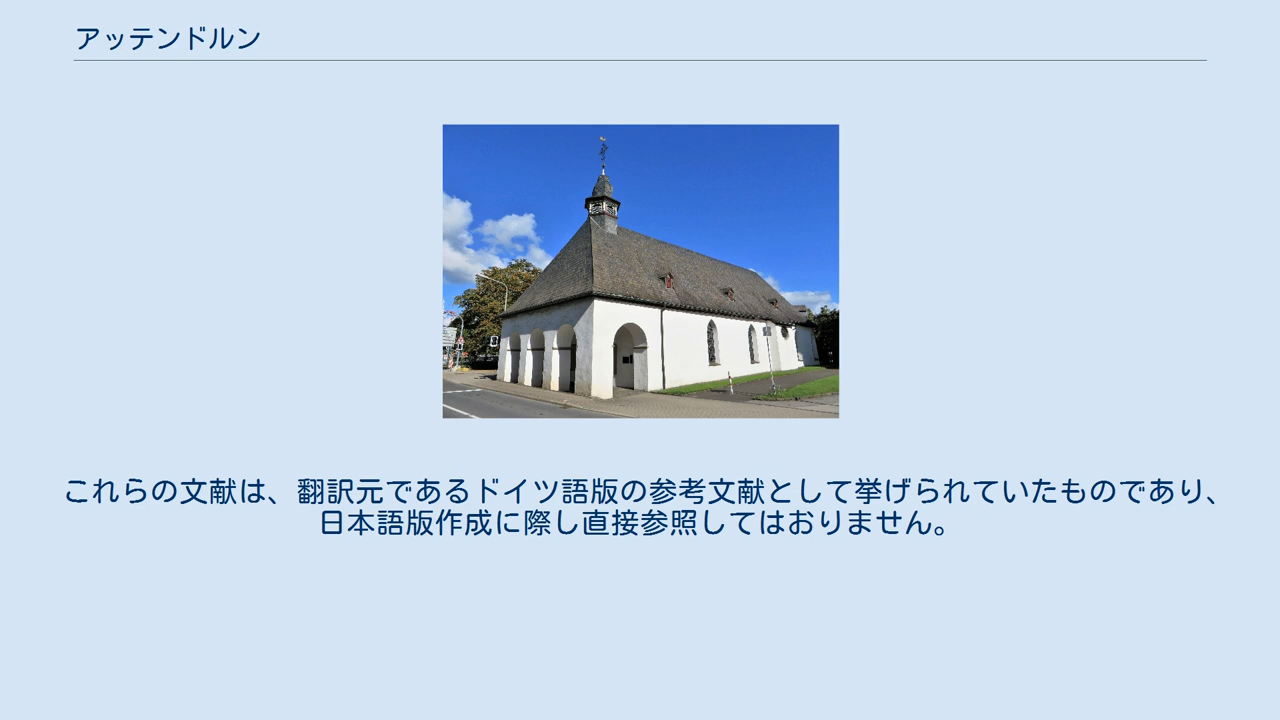 アッテンドルン
これらの文献は、翻訳元であるドイツ語版の参考文献として挙げられていたものであり、
日本語版作成に際し直接参照してはおりません。